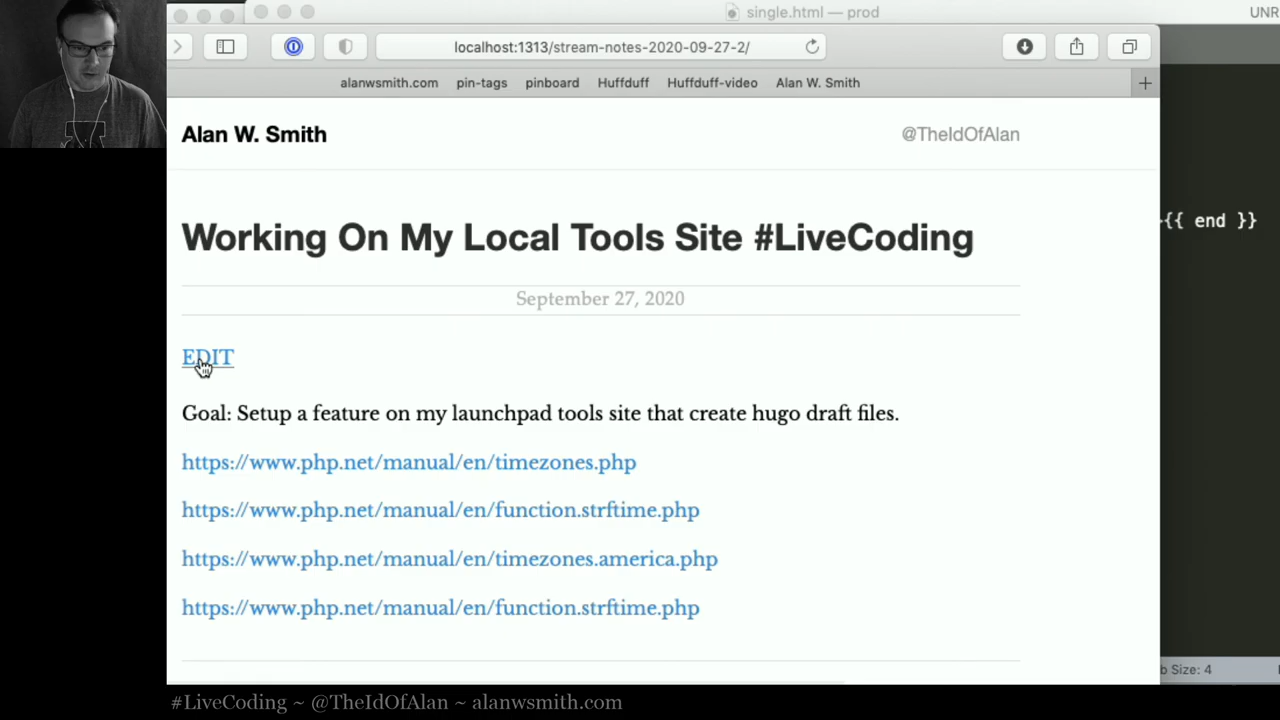 single.html — prod
UNR
localhost:1313/stream-notes-2020-09-27-2/
alanwsmith.com pin-tags pinboard Huffduff Huffduff-video Alan W. Smith
Alan W. Smith
@TheIdOfAlan
Working On My Local Tools Site #LiveCoding
{{ end }}
September 27, 2020
EDIT
Goal: Setup a feature on my launchpad tools site that create hugo draft files.
https://www.php.net/manual/en/timezones.php
https://www.php.net/manual/en/function.strftime.php
https://www.php.net/manual/en/timezones.america.php
https://www.php.net/manual/en/function.strftime.php
b Size: 4
#LiveCoding ~ @TheIdOfAlan ~ alanwsmith.com